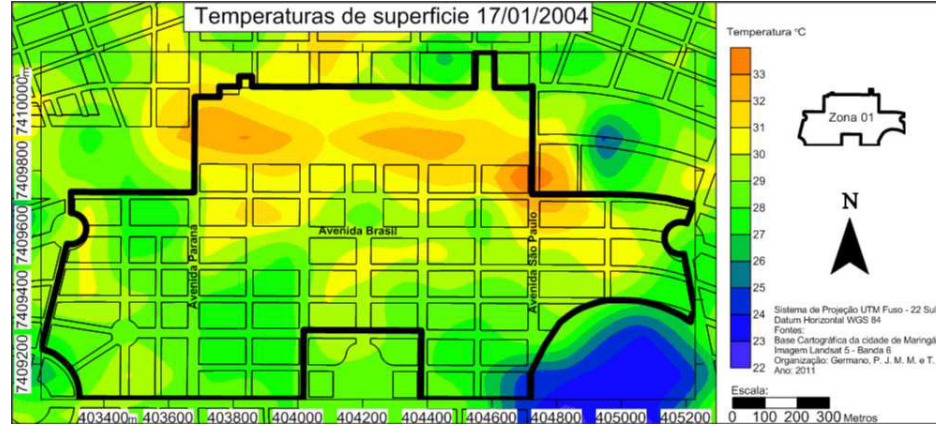 Temperaturas de superficie 17/01/2004
Temperatura °C
33
32
31
30
29
28
27
26
25
24
23
22
Zona 01
N
7410000m
7409800
7409600
7409400
7409200
Avenida Paraná
Avenida Brasil
Avenida São Paulo
Sistema de Projeção UTM Fuso - 22 Sul
Datum Horizontal WGS 84
Fontes:
Base Cartográfica da cidade de Maringá
Imagem Landsat 5 - Banda 6
Organização: Germano, P. J. M. M. e T.
Ano: 2011
Escala:
0 100 200 300 Metros
403400m 403600 403800 404000 404200 404400 404600 404800 405000 405200